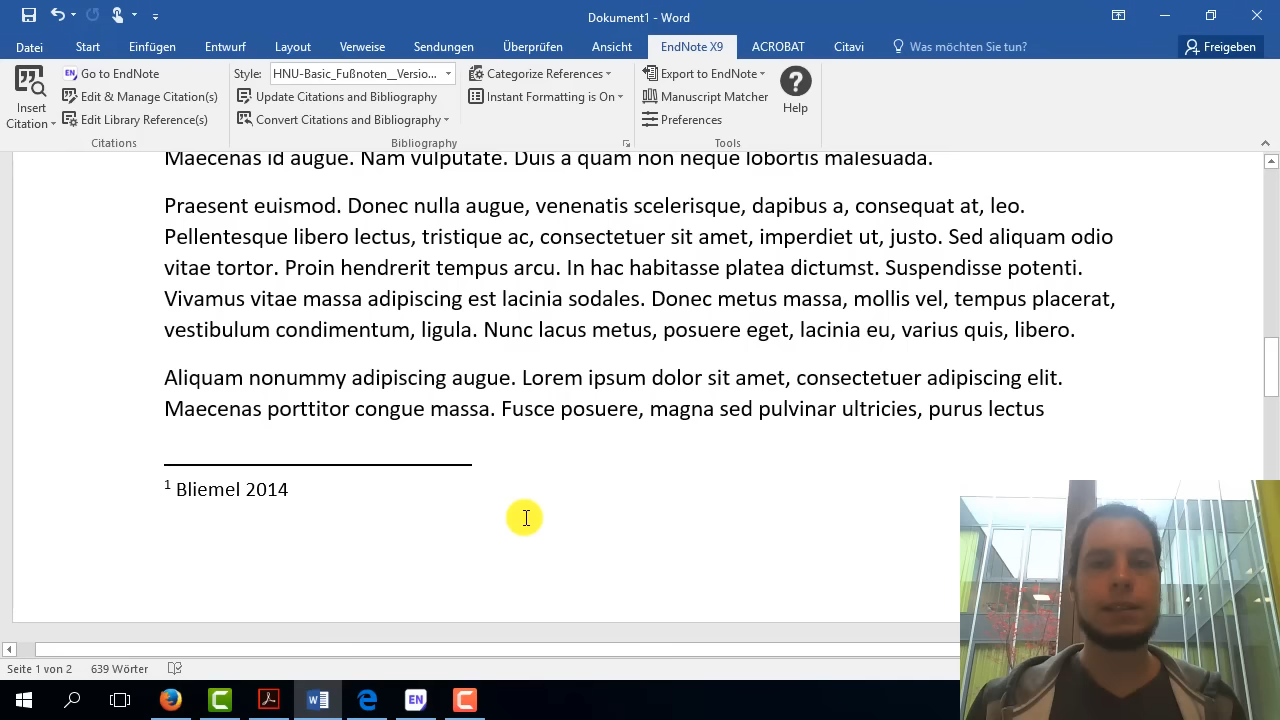 Dokument1 - Word
Datei Start Einfügen Entwurf Layout Verweise Sendungen Überprüfen Ansicht EndNote X9 ACROBAT Citavi Was möchten Sie tun? Freigeben
EN Go to EndNote Style: HNU-Basic_Fußnoten__Versio... Categorize References Export to EndNote
Edit & Manage Citation(s) Update Citations and Bibliography Instant Formatting is On Manuscript Matcher
Insert Citation Edit Library Reference(s) Convert Citations and Bibliography Preferences Help
Citations Bibliography Tools
Maecenas id augue. Nam vulputate. Duis a quam non neque lobortis malesuada.
Praesent euismod. Donec nulla augue, venenatis scelerisque, dapibus a, consequat at, leo.
Pellentesque libero lectus, tristique ac, consectetuer sit amet, imperdiet ut, justo. Sed aliquam odio
vitae tortor. Proin hendrerit tempus arcu. In hac habitasse platea dictumst. Suspendisse potenti.
Vivamus vitae massa adipiscing est lacinia sodales. Donec metus massa, mollis vel, tempus placerat,
vestibulum condimentum, ligula. Nunc lacus metus, posuere eget, lacinia eu, varius quis, libero.
Aliquam nonummy adipiscing augue. Lorem ipsum dolor sit amet, consectetuer adipiscing elit.
Maecenas porttitor congue massa. Fusce posuere, magna sed pulvinar ultricies, purus lectus
1 Bliemel 2014
Seite 1 von 2 639 Wörter
EN